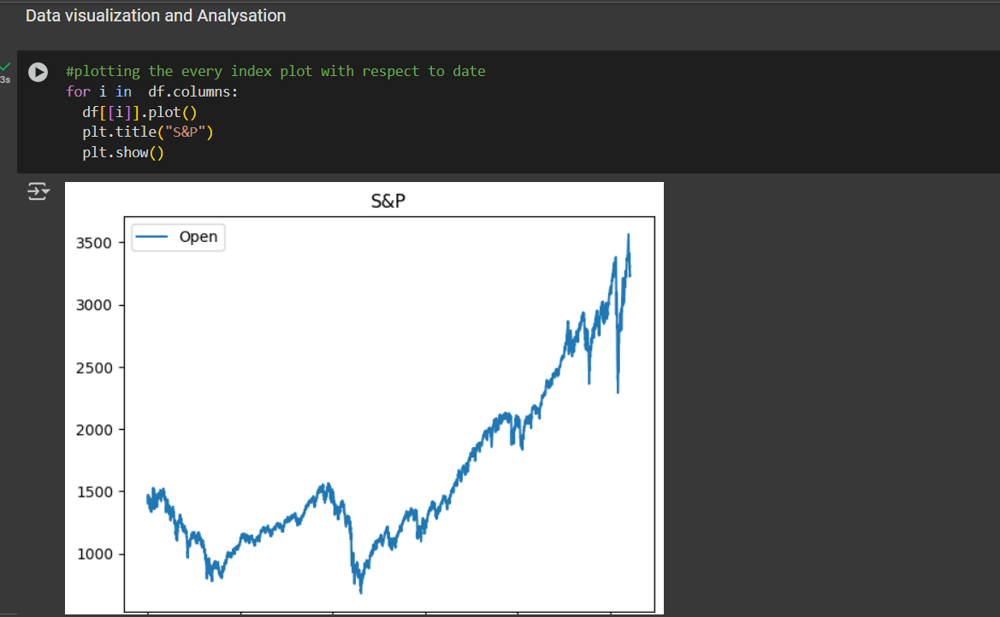 Data visualization and Analysation
#plotting the every index plot with respect to date
for i in  df.columns:
3s
df[[i]].plot()
plt.title("S&P")
plt.show()
S&P
Open
3500
3000
2500
2000
1500
1000